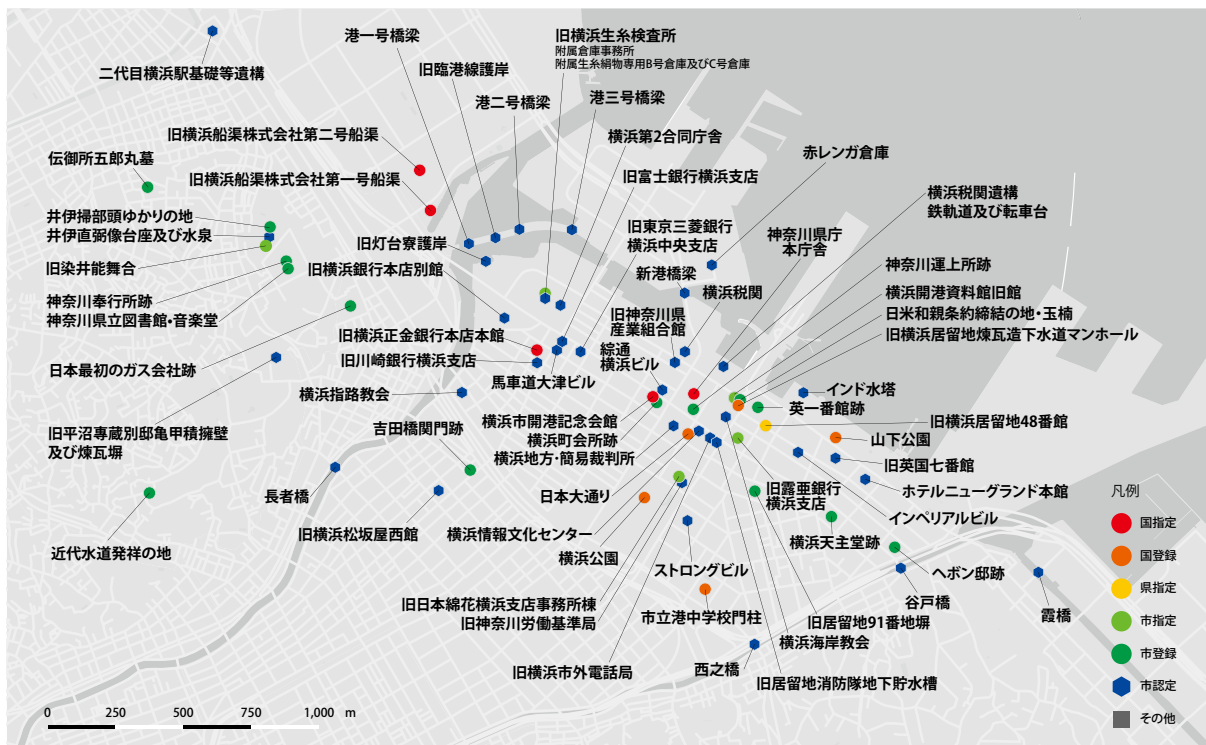 二代目横浜駅基礎等遺構
港一号橋梁
旧臨港線護岸
港二号橋梁
旧横浜生糸検査所
附属倉庫事務所
附属生糸絹物専用B号倉庫及びC号倉庫
港三号橋梁
横浜第2合同庁舎
旧富士銀行横浜支店
赤レンガ倉庫
旧横浜船渠株式会社第二号船渠
伝御所五郎丸墓
旧横浜船渠株式会社第一号船渠
横浜税関遺構
鉄軌道及び転車台
井伊掃部頭ゆかりの地
井伊直弼像台座及び水泉
旧染井能舞台
神奈川奉行所跡
神奈川県立図書館・音楽堂
旧灯台寮護岸
旧横浜銀行本店別館
旧東京三菱銀行
横浜中央支店
新港橋梁
神奈川県庁
本庁舎
横浜税関
神奈川運上所跡
横浜開港資料館旧館
日米和親条約締結の地・玉楠
旧横浜居留地煉瓦造下水道マンホール
旧神奈川県
産業組合館
旧横浜正金銀行本店本館
旧川崎銀行横浜支店
綜通
横浜ビル
日本最初のガス会社跡
馬車道大津ビル
横浜指路教会
インド水塔
英一番館跡
旧横浜居留地48番館
山下公園
旧英国七番館
ホテルニューグランド本館
インペリアルビル
横浜市開港記念会館
横浜町会所跡
横浜地方・簡易裁判所
旧平沼専蔵別邸亀甲積擁壁
及び煉瓦塀
吉田橋関門跡
長者橋
旧横浜松坂屋西館
近代水道発祥の地
日本大通り
横浜情報文化センター
横浜公園
旧露亜銀行
横浜支店
横浜天主堂跡
ヘボン邸跡
谷戸橋
霞橋
ストロングビル
旧日本綿花横浜支店事務所棟
旧神奈川労働基準局
市立港中学校門柱
旧居留地91番地塀
横浜海岸教会
旧横浜市外電話局
西之橋
旧居留地消防隊地下貯水槽
凡例
国指定
国登録
県指定
市指定
市登録
市認定
その他
0 250 500 750 1,000 m